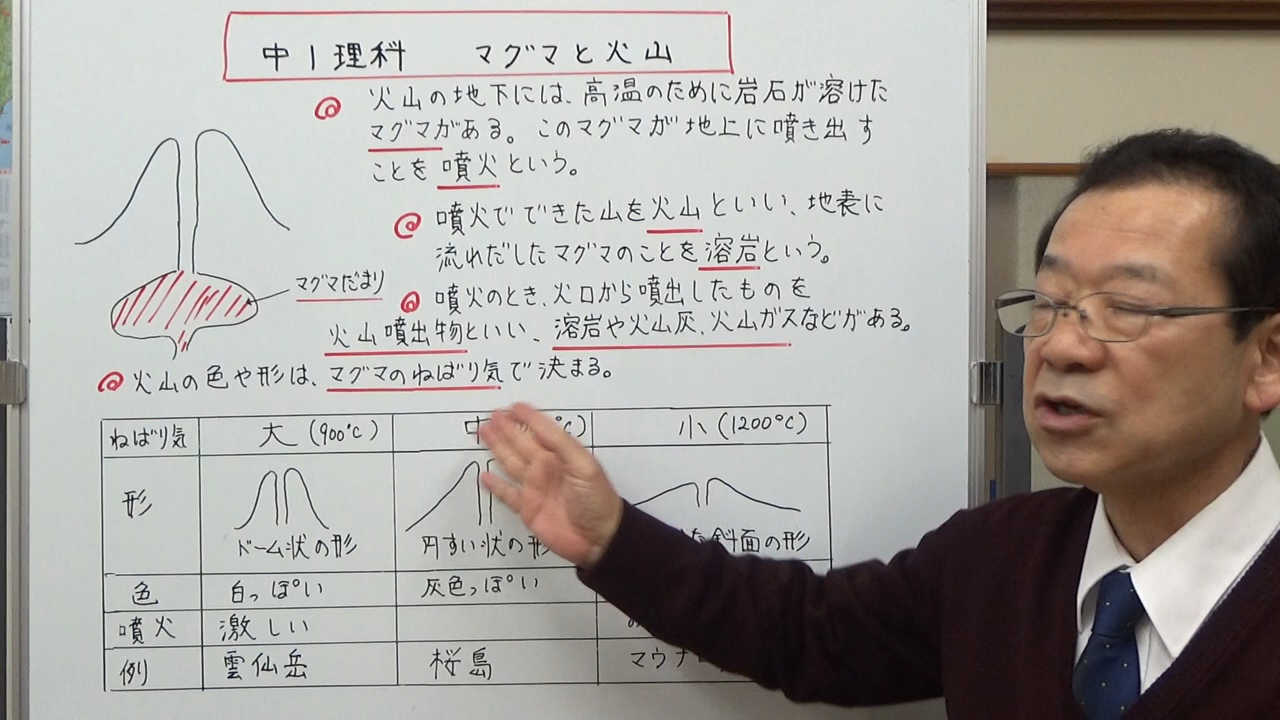 中1理科 マグマと火山
火山の地下には、高温のために岩石が溶けた
マグマがある。このマグマが地上に噴き出す
ことを噴火という。
噴火でできた山を火山といい、地表に
流れだしたマグマのことを溶岩という。
マグマだまり
噴火のとき、火口から噴出したものを
火山噴出物といい、溶岩や火山灰、火山ガスなどがある。
火山の色や形は、マグマのねばり気で決まる。
ねばり気 大(900℃) 中 ℃) 小(1200℃)
形
ドーム状の形 円すい状の形 斜面の形
色 白っぽい 灰色っぽい
噴火 激しい
例 雲仙岳 桜島 マウナ